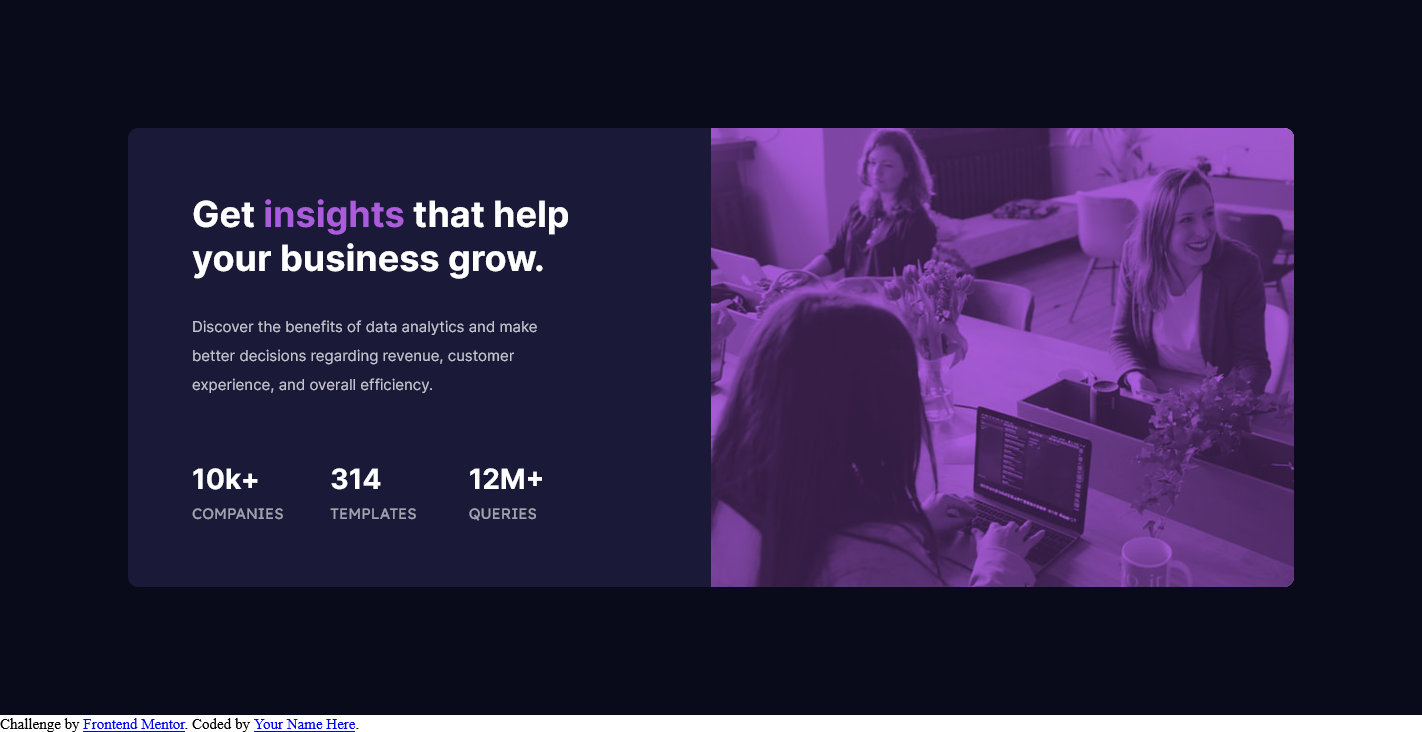 Get insights that help
your business grow.
Discover the benefits of data analytics and make
better decisions regarding revenue, customer
experience, and overall efficiency.
10k+ 314 12M+
COMPANIES TEMPLATES QUERIES
Challenge by Frontend Mentor. Coded by Your Name Here.